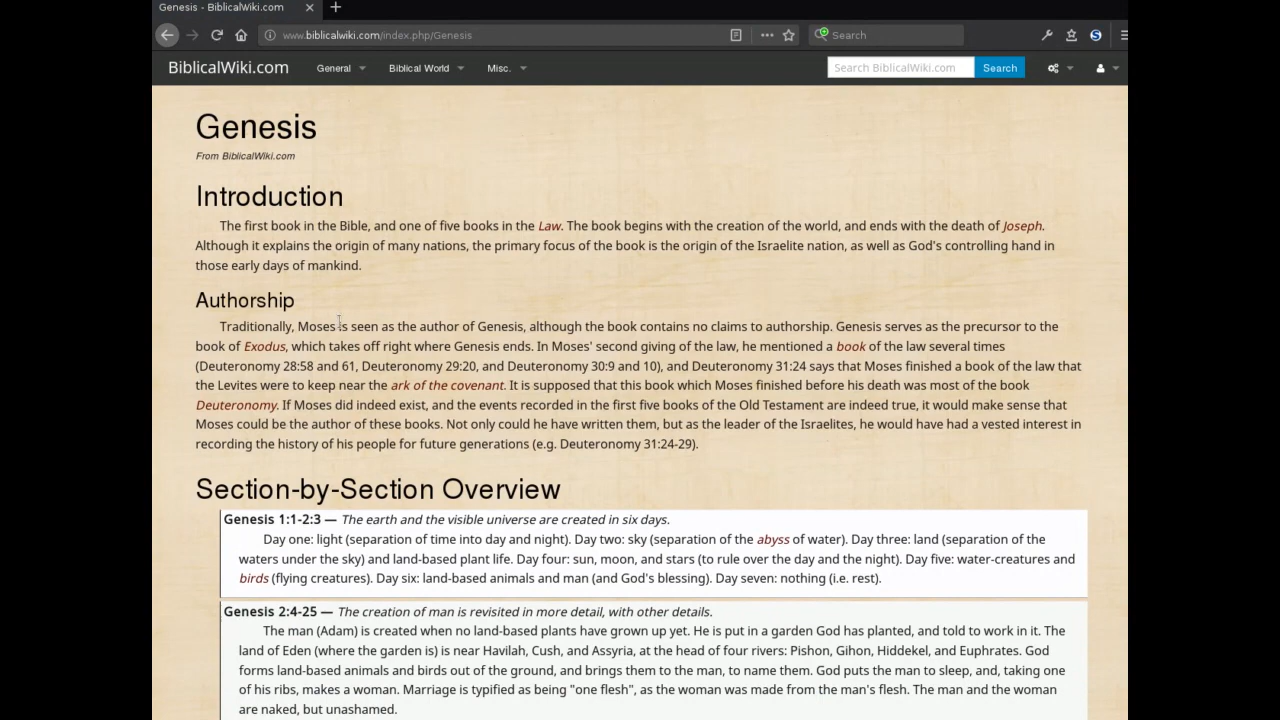 Genesis - BiblicalWiki.com
www.biblicalwiki.com/index.php/Genesis
Search
BiblicalWiki.com General Biblical World Misc. Search BiblicalWiki.com Search
Genesis
From BiblicalWiki.com
Introduction
The first book in the Bible, and one of five books in the Law. The book begins with the creation of the world, and ends with the death of Joseph.
Although it explains the origin of many nations, the primary focus of the book is the origin of the Israelite nation, as well as God's controlling hand in
those early days of mankind.
Authorship
Traditionally, Moses is seen as the author of Genesis, although the book contains no claims to authorship. Genesis serves as the precursor to the
book of Exodus, which takes off right where Genesis ends. In Moses' second giving of the law, he mentioned a book of the law several times
(Deuteronomy 28:58 and 61, Deuteronomy 29:20, and Deuteronomy 30:9 and 10), and Deuteronomy 31:24 says that Moses finished a book of the law that
the Levites were to keep near the ark of the covenant. It is supposed that this book which Moses finished before his death was most of the book
Deuteronomy. If Moses did indeed exist, and the events recorded in the first five books of the Old Testament are indeed true, it would make sense that
Moses could be the author of these books. Not only could he have written them, but as the leader of the Israelites, he would have had a vested interest in
recording the history of his people for future generations (e.g. Deuteronomy 31:24-29).
Section-by-Section Overview
Genesis 1:1-2:3 — The earth and the visible universe are created in six days.
Day one: light (separation of time into day and night). Day two: sky (separation of the abyss of water). Day three: land (separation of the
waters under the sky) and land-based plant life. Day four: sun, moon, and stars (to rule over the day and the night). Day five: water-creatures and
birds (flying creatures). Day six: land-based animals and man (and God's blessing). Day seven: nothing (i.e. rest).
Genesis 2:4-25 — The creation of man is revisited in more detail, with other details.
The man (Adam) is created when no land-based plants have grown up yet. He is put in a garden God has planted, and told to work in it. The
land of Eden (where the garden is) is near Havilah, Cush, and Assyria, at the head of four rivers: Pishon, Gihon, Hiddekel, and Euphrates. God
forms land-based animals and birds out of the ground, and brings them to the man, to name them. God puts the man to sleep, and, taking one
of his ribs, makes a woman. Marriage is typified as being "one flesh", as the woman was made from the man's flesh. The man and the woman
are naked, but unashamed.